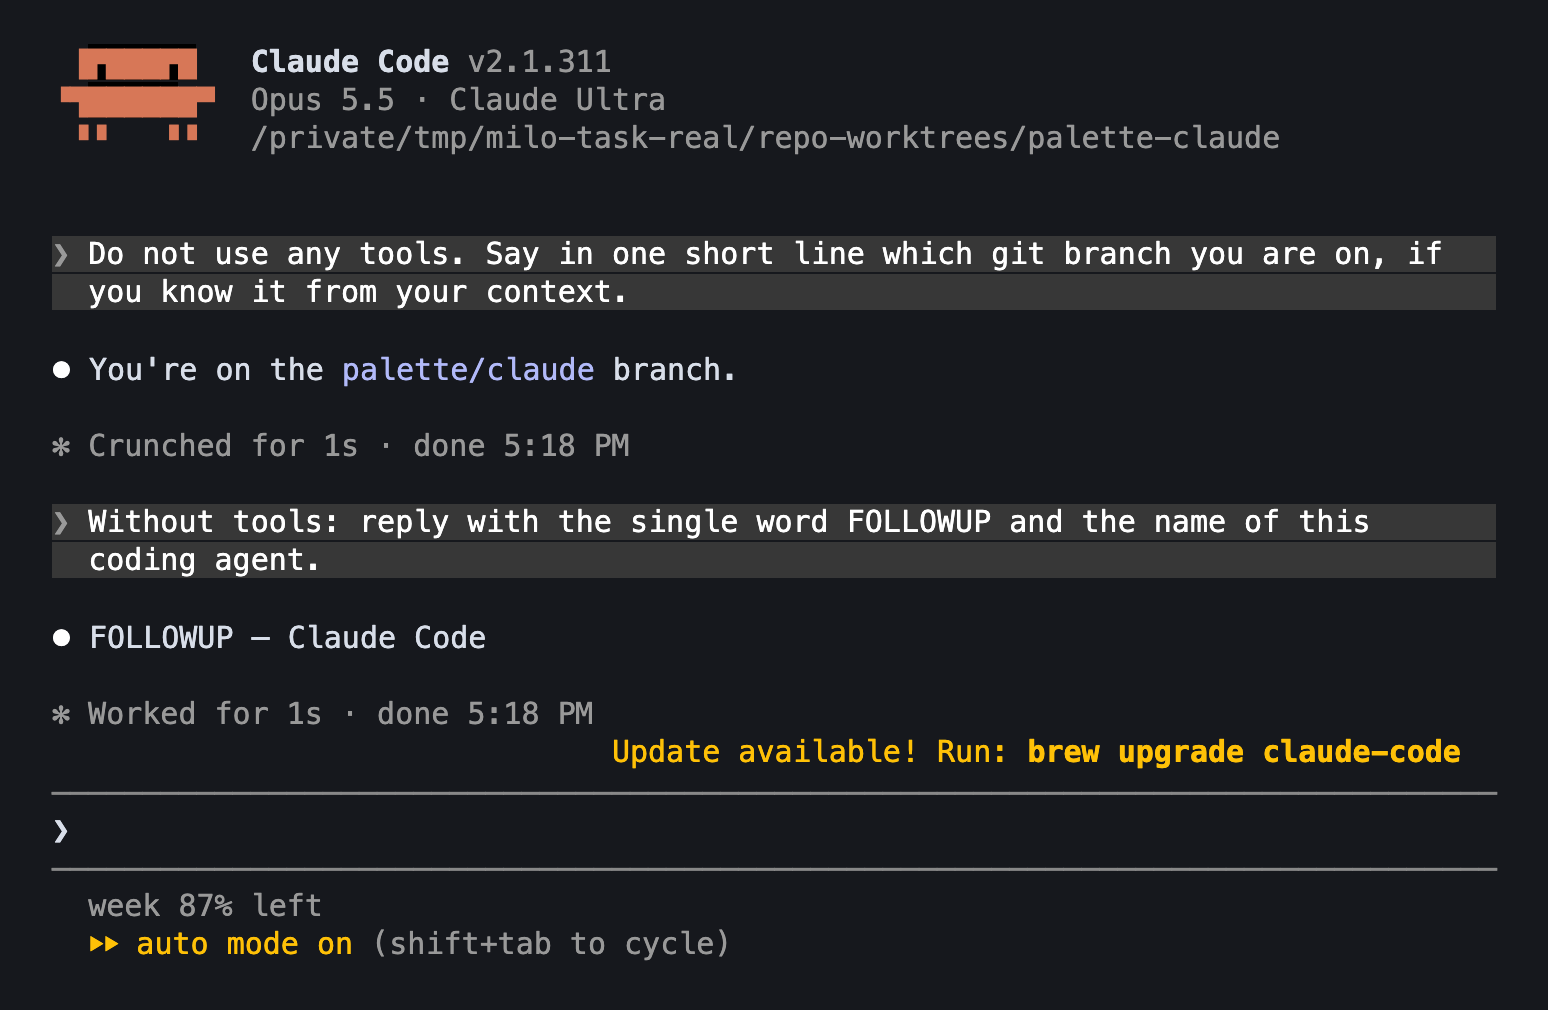 Claude Code v2.1.311
Opus 5.5 · Claude Ultra
/private/tmp/milo-task-real/repo-worktrees/palette-claude
❯ Do not use any tools. Say in one short line which git branch you are on, if
you know it from your context.
● You're on the palette/claude branch.
✻ Crunched for 1s · done 5:18 PM
❯ Without tools: reply with the single word FOLLOWUP and the name of this
coding agent.
● FOLLOWUP — Claude Code
✻ Worked for 1s · done 5:18 PM
Update available! Run: brew upgrade claude-code
❯
week 87% left
⏵⏵ auto mode on (shift+tab to cycle)